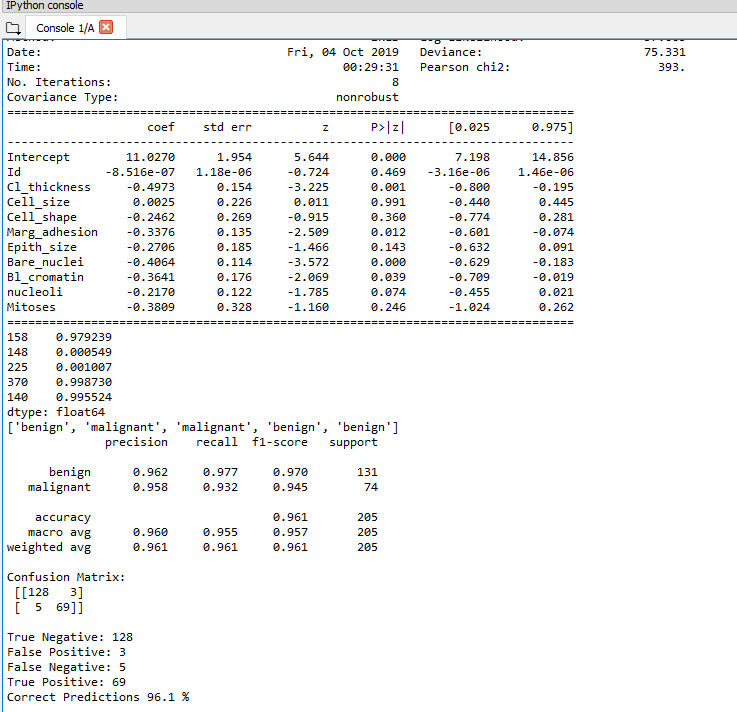 IPython console
Console 1/A
Date: Fri, 04 Oct 2019 Deviance: 75.331
Time: 00:29:31 Pearson chi2: 393.
No. Iterations: 8
Covariance Type: nonrobust
==============================================================================
coef std err z P>|z| [0.025 0.975]
------------------------------------------------------------------------------
Intercept 11.0270 1.954 5.644 0.000 7.198 14.856
Id -8.516e-07 1.18e-06 -0.724 0.469 -3.16e-06 1.46e-06
Cl_thickness -0.4973 0.154 -3.225 0.001 -0.800 -0.195
Cell_size 0.0025 0.226 0.011 0.991 -0.440 0.445
Cell_shape -0.2462 0.269 -0.915 0.360 -0.774 0.281
Marg_adhesion -0.3376 0.135 -2.509 0.012 -0.601 -0.074
Epith_size -0.2706 0.185 -1.466 0.143 -0.632 0.091
Bare_nuclei -0.4064 0.114 -3.572 0.000 -0.629 -0.183
Bl_cromatin -0.3641 0.176 -2.069 0.039 -0.709 -0.019
nucleoli -0.2170 0.122 -1.785 0.074 -0.455 0.021
Mitoses -0.3809 0.328 -1.160 0.246 -1.024 0.262
==============================================================================
158 0.979239
148 0.000549
225 0.001007
370 0.998730
140 0.995524
dtype: float64
['benign', 'malignant', 'malignant', 'benign', 'benign']
precision recall f1-score support
benign 0.962 0.977 0.970 131
malignant 0.958 0.932 0.945 74
accuracy 0.961 205
macro avg 0.960 0.955 0.957 205
weighted avg 0.961 0.961 0.961 205
Confusion Matrix:
[[128 3]
[ 5 69]]
True Negative: 128
False Positive: 3
False Negative: 5
True Positive: 69
Correct Predictions 96.1 %